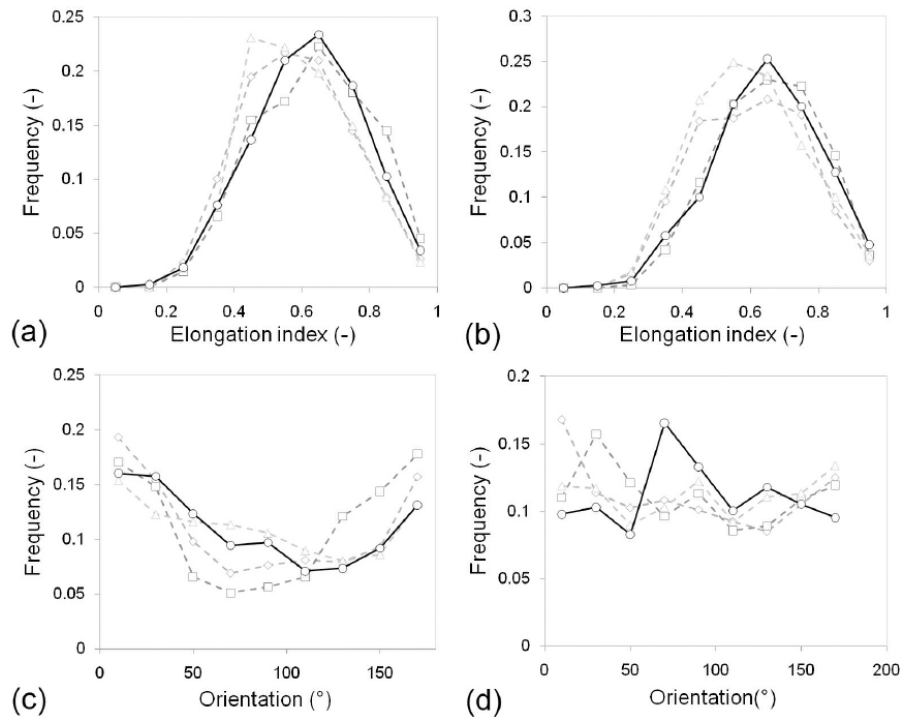 0.25
0.2
0.15
0.1
0.05
0
Frequency (-)
0 0.2 0.4 0.6 0.8 1
Elongation index (-)
(a)
0.3
0.25
0.2
0.15
0.1
0.05
0
Frequency (-)
0 0.2 0.4 0.6 0.8 1
Elongation index (-)
(b)
0.25
0.2
0.15
0.1
0.05
0
Frequency (-)
0 50 100 150
Orientation (°)
(c)
0.2
0.15
0.1
0.05
0
Frequency (-)
0 50 100 150 200
Orientation(°)
(d)